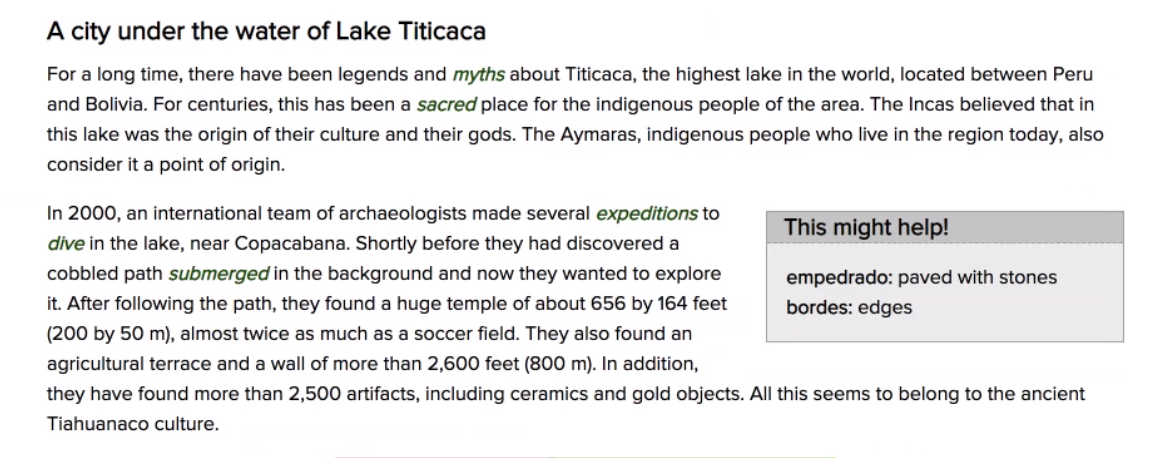 A city under the water of Lake Titicaca
For a long time, there have been legends and myths about Titicaca, the highest lake in the world, located between Peru
and Bolivia. For centuries, this has been a sacred place for the indigenous people of the area. The Incas believed that in
this lake was the origin of their culture and their gods. The Aymaras, indigenous people who live in the region today, also
consider it a point of origin.
In 2000, an international team of archaeologists made several expeditions to
dive in the lake, near Copacabana. Shortly before they had discovered a
cobbled path submerged in the background and now they wanted to explore
it. After following the path, they found a huge temple of about 656 by 164 feet
(200 by 50 m), almost twice as much as a soccer field. They also found an
agricultural terrace and a wall of more than 2,600 feet (800 m). In addition,
they have found more than 2,500 artifacts, including ceramics and gold objects. All this seems to belong to the ancient
Tiahuanaco culture.
This might help!
empedrado: paved with stones
bordes: edges